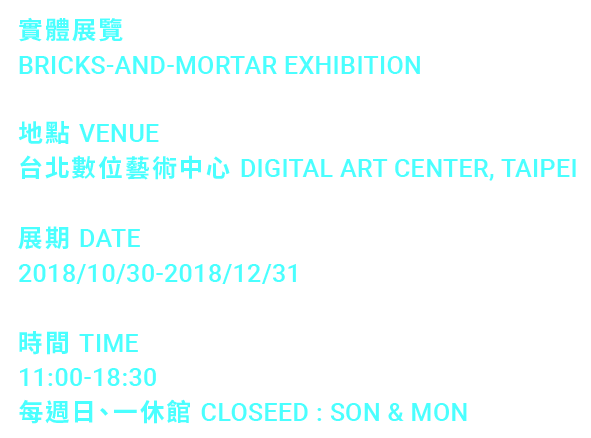 實體展覽
BRICKS-AND-MORTAR EXHIBITION
地點 VENUE
台北數位藝術中心 DIGITAL ART CENTER, TAIPEI
展期 DATE
2018/10/30-2018/12/31
時間 TIME
11:00-18:30
每週日、一休館 CLOSEED : SON & MON